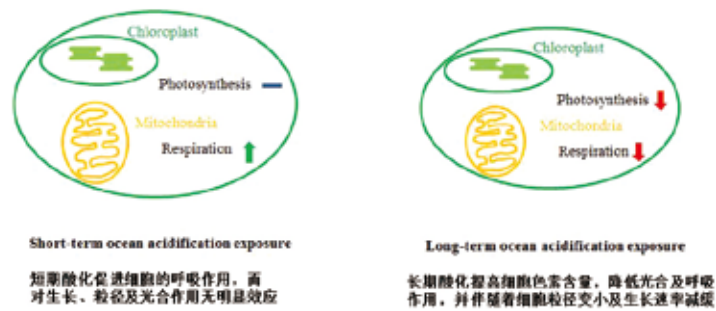 Chloroplast
Photosynthesis
Mitochondria
Respiration
Short-term ocean acidification exposure
短期酸化促进细胞的呼吸作用，而
对生长、粒径及光合作用无明显效应
Chloroplast
Photosynthesis
Mitochondria
Respiration
Long-term ocean acidification exposure
长期酸化提高细胞色素含量，降低光合及呼吸
作用，并伴随着细胞粒径变小及生长速率减缓